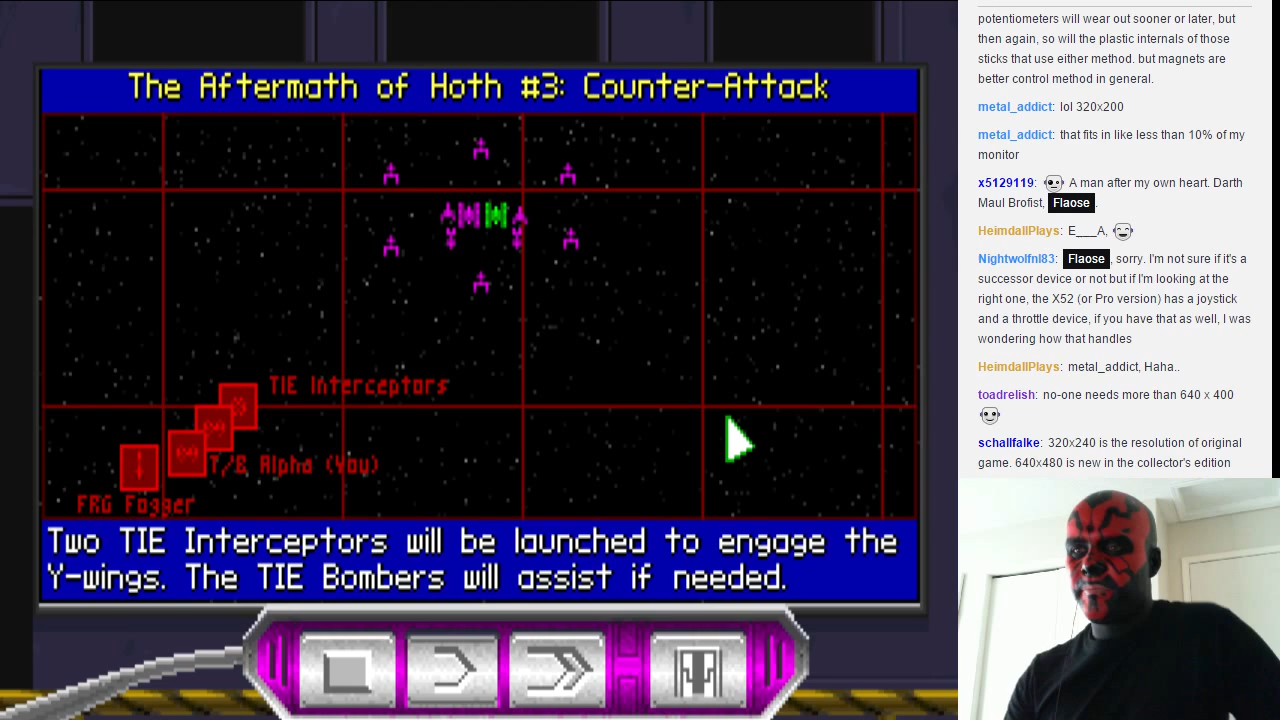 The Aftermath of Hoth #3: Counter-Attack
TIE Interceptors
T/B Alpha (You)
FRG Fogger
Two TIE Interceptors will be launched to engage the
Y-wings. The TIE Bombers will assist if needed.
potentiometers will wear out sooner or later, but
then again, so will the plastic internals of those
sticks that use either method. but magnets are
better control method in general.
metal_addict: lol 320x200
metal_addict: that fits in like less than 10% of my
monitor
x5129119: A man after my own heart. Darth
Maul Brofist, Flaose.
HeimdallPlays: E___A,
Nightwolfnl83: Flaose, sorry. I'm not sure if it's a
successor device or not but if I'm looking at the
right one, the X52 (or Pro version) has a joystick
and a throttle device, if you have that as well, I was
wondering how that handles
HeimdallPlays: metal_addict, Haha..
toadrelish: no-one needs more than 640 x 400
schallfalke: 320x240 is the resolution of original
game. 640x480 is new in the collector's edition